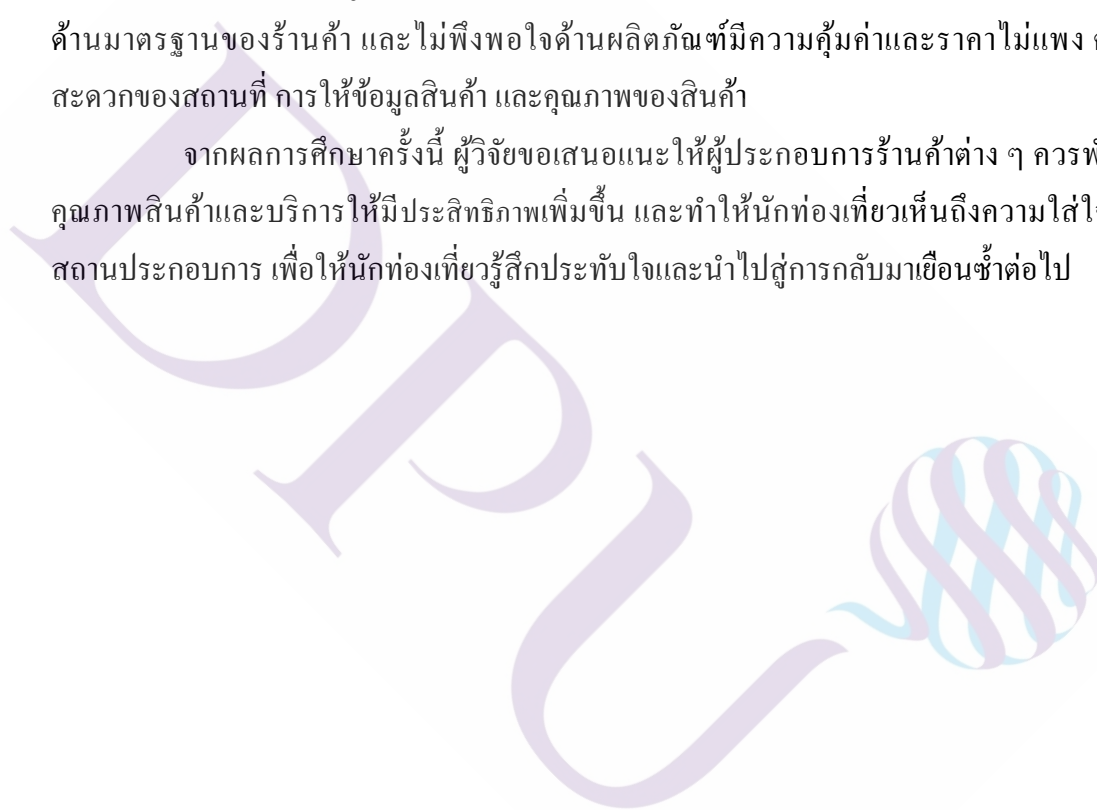 ด้านมาตรฐานของร้านค้า และไม่พึงพอใจด้านผลิตภัณฑ์มีความคุ้มค่าและราคาไม่แพง
สะดวกของสถานที่ การให้ข้อมูลสินค้า และคุณภาพของสินค้า
จากผลการศึกษาครั้งนี้ ผู้วิจัยขอเสนอแนะให้ผู้ประกอบการร้านค้าต่าง ๆ ควร
คุณภาพสินค้าและบริการให้มีประสิทธิภาพเพิ่มขึ้น และทำให้นักท่องเที่ยวเห็นถึงความ
สถานประกอบการ เพื่อให้นักท่องเที่ยวรู้สึกประทับใจและนำไปสู่การกลับมาเยือนซ้ำต่อไป
DPU